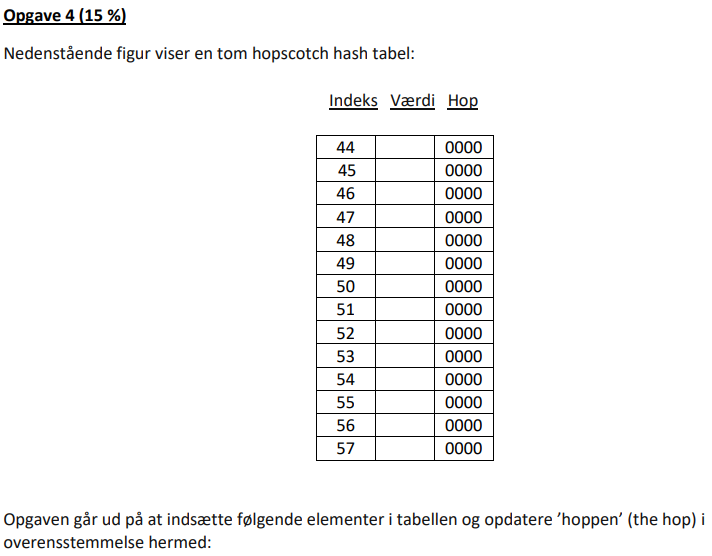 Opgave 4 (15 %)
Nedenstående figur viser en tom hopscotch hash tabel:
Indeks Værdi Hop
44 0000
45 0000
46 0000
47 0000
48 0000
49 0000
50 0000
51 0000
52 0000
53 0000
54 0000
55 0000
56 0000
57 0000
Opgaven går ud på at indsætte følgende elementer i tabellen og opdatere ’hoppen’ (the hop) i
overensstemmelse hermed: